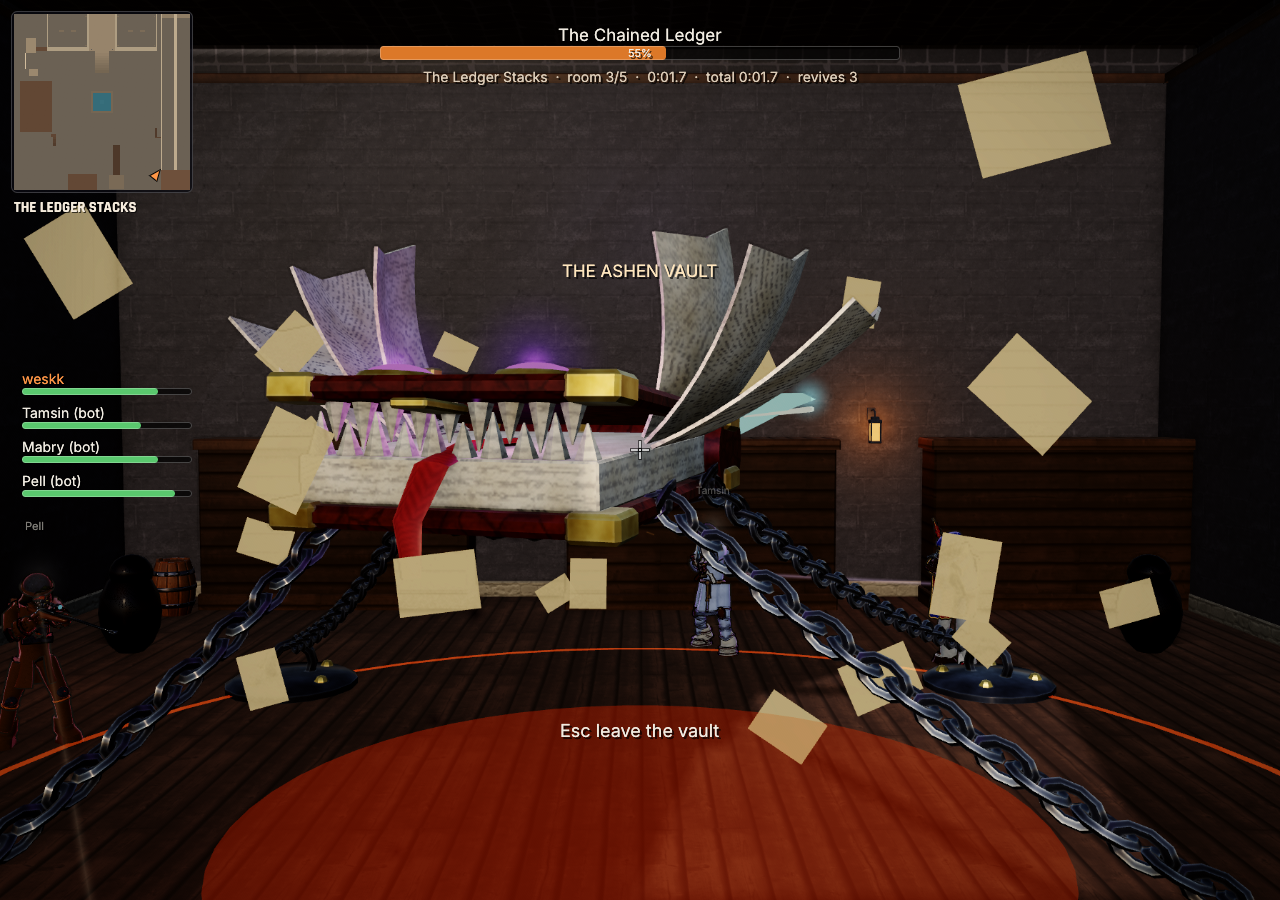 The Chained Ledger
55%
The Ledger Stacks · room 3/5 · 0:01.7 · total 0:01.7 · revives 3
THE LEDGER STACKS
THE ASHEN VAULT
weskk
Tamsin (bot)
Mabry (bot)
Pell (bot)
Tamsin
Pell
Esc leave the vault